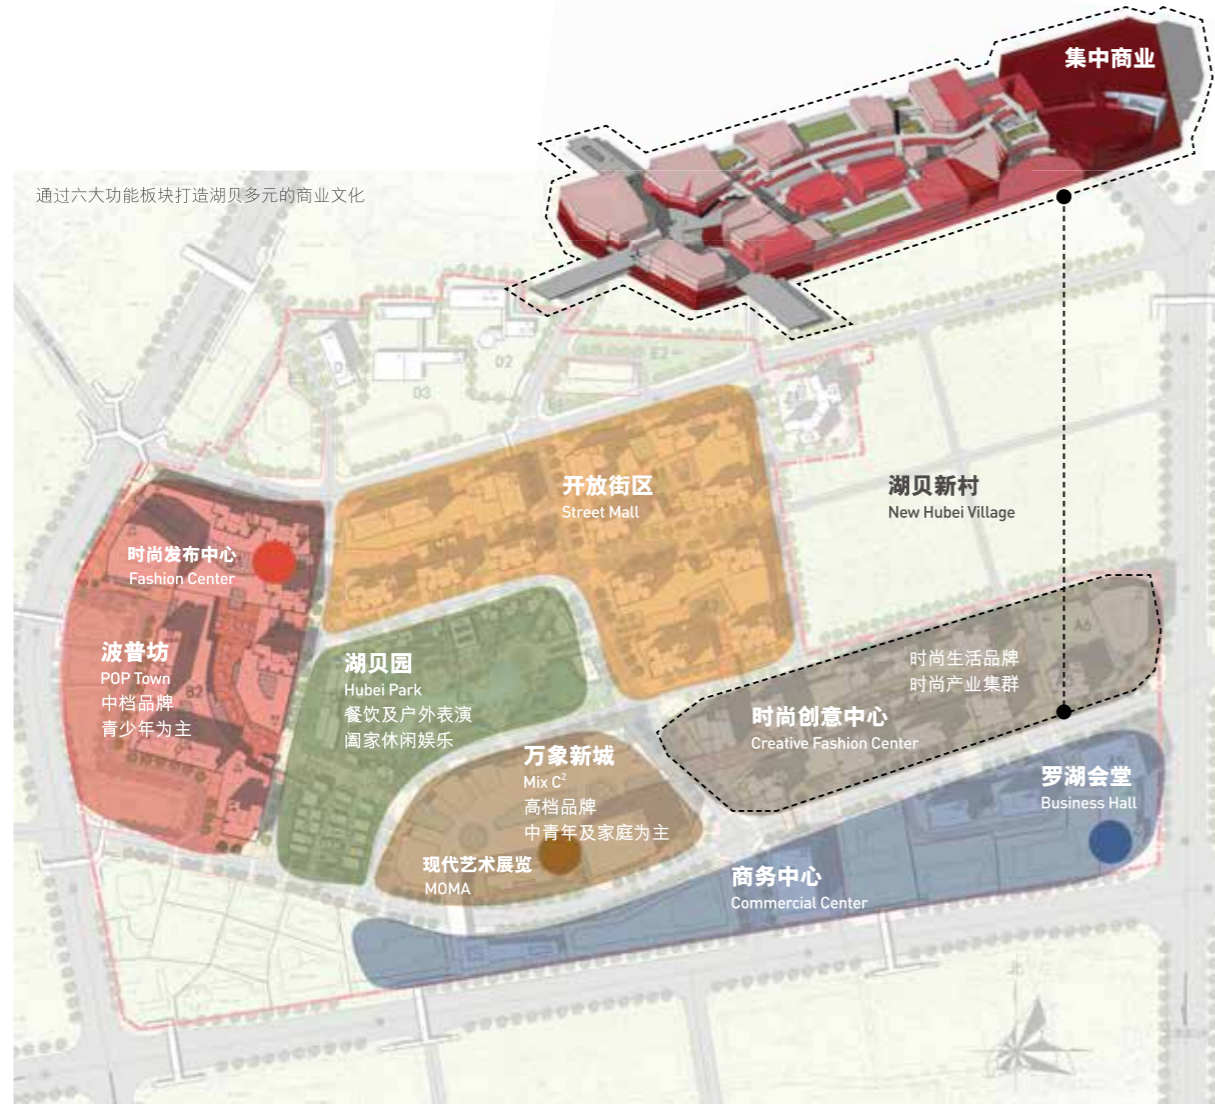 集中商业
通过六大功能板块打造湖贝多元的商业文化
D2
E2
D
D3
开放街区
Street Mall
湖贝新村
New Hubei Village
时尚发布中心
Fashion Center
波普坊
POP Town
B2
中档品牌
青少年为主
湖贝园
Hubei Park
餐饮及户外表演
阖家休闲娱乐
A6
时尚生活品牌
时尚产业集群
时尚创意中心
Creative Fashion Center
万象新城
Mix C²
高档品牌
中青年及家庭为主
现代艺术展览
MOMA
罗湖会堂
Business Hall
商务中心
Commercial Center